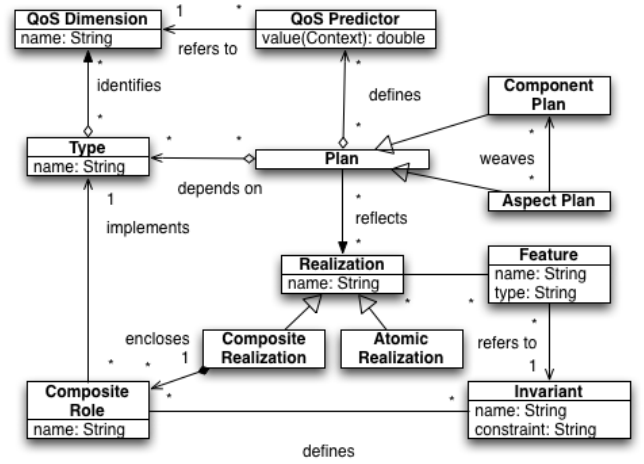 QoS Dimension
name: String
1
*
refers to
QoS Predictor
value(Context): double
*
identifies
*
*
defines
*
Component
Plan
*
weaves
*
Aspect Plan
Type
name: String
*
*
depends on
Plan
1
implements
*
reflects
*
Realization
name: String
*
*
Feature
name: String
type: String
*
refers to
1
encloses
1
Composite
Realization
Atomic
Realization
*
*
Composite
Role
name: String
*
*
defines
Invariant
name: String
constraint: String